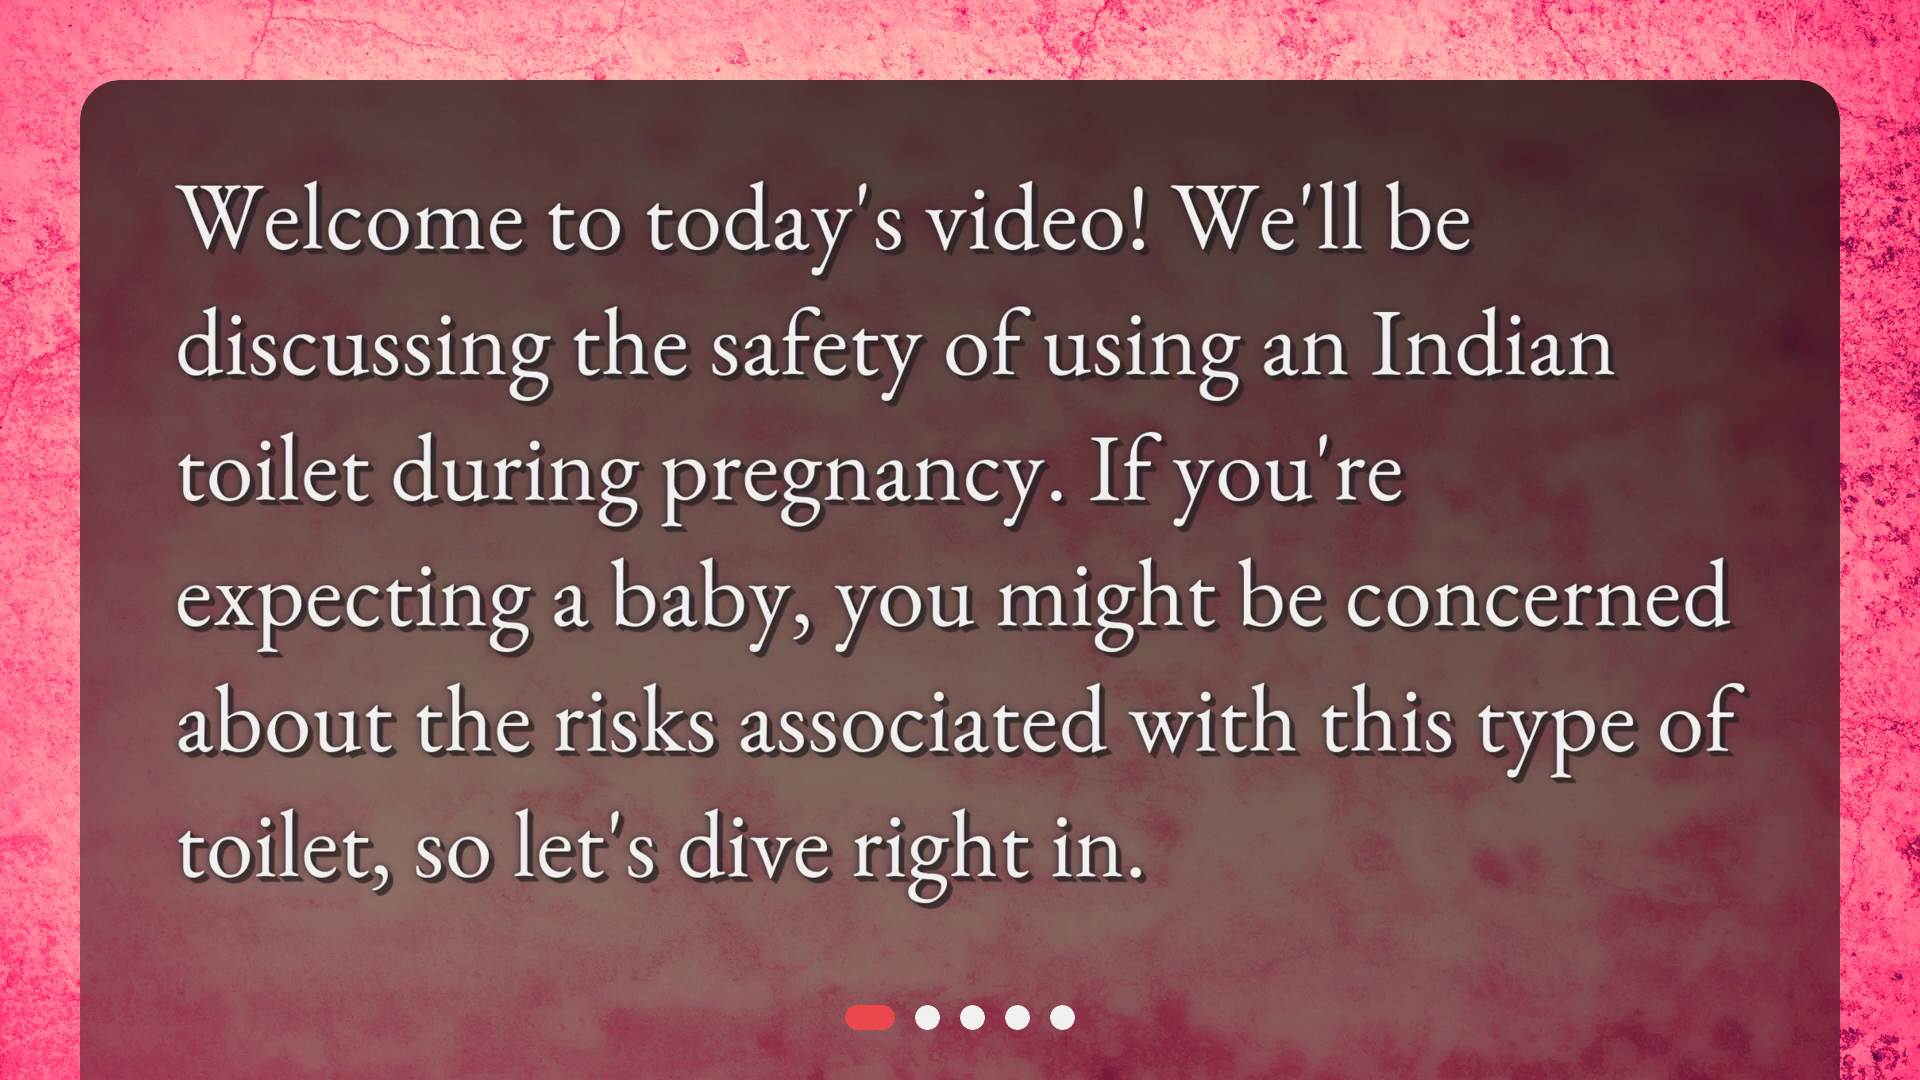 Welcome to today's video! We'll be
discussing the safety of using an Indian
toilet during pregnancy. If you're
expecting a baby, you might be concerned
about the risks associated with this type of
toilet, so let's dive right in.